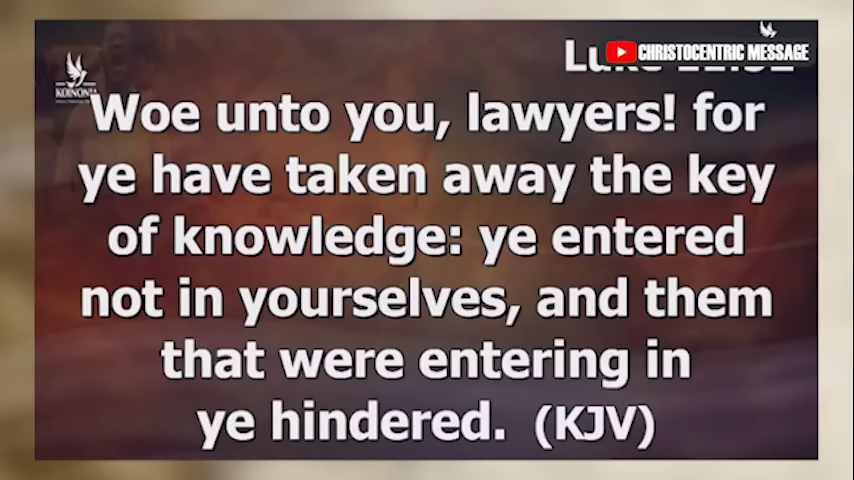 CHRISTOCENTRIC MESSAGE
KOINONIA
Woe unto you, lawyers! for
ye have taken away the key
of knowledge: ye entered
not in yourselves, and them
that were entering in
ye hindered. (KJV)